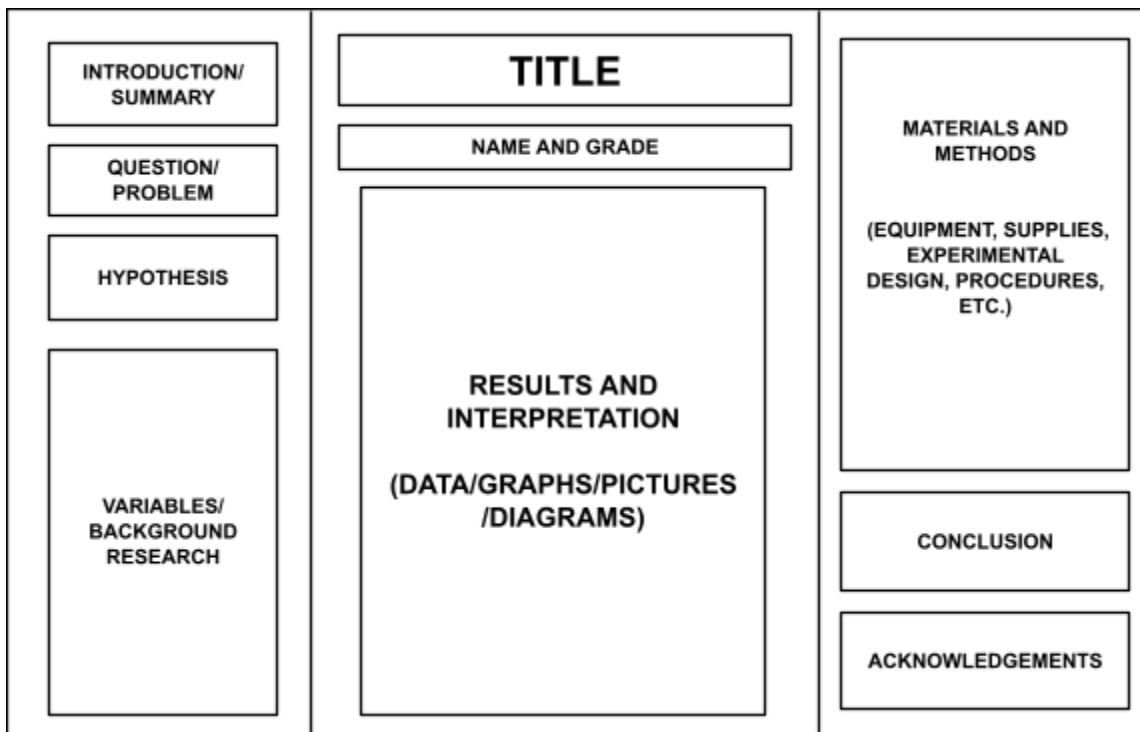 INTRODUCTION/
SUMMARY
QUESTION/
PROBLEM
HYPOTHESIS
VARIABLES/
BACKGROUND
RESEARCH
TITLE
NAME AND GRADE
RESULTS AND
INTERPRETATION
(DATA/GRAPHS/PICTURES
/DIAGRAMS)
MATERIALS AND
METHODS
(EQUIPMENT, SUPPLIES,
EXPERIMENTAL
DESIGN, PROCEDURES,
ETC.)
CONCLUSION
ACKNOWLEDGEMENTS